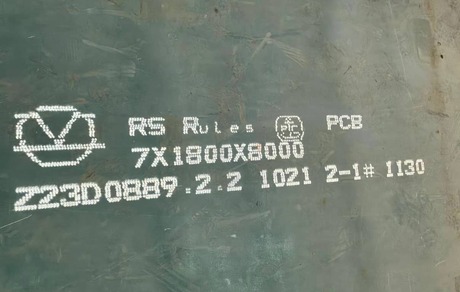 RS Rules PCB
7X1800X8000
Z23D0889.2.2 1021 2-1# 1130